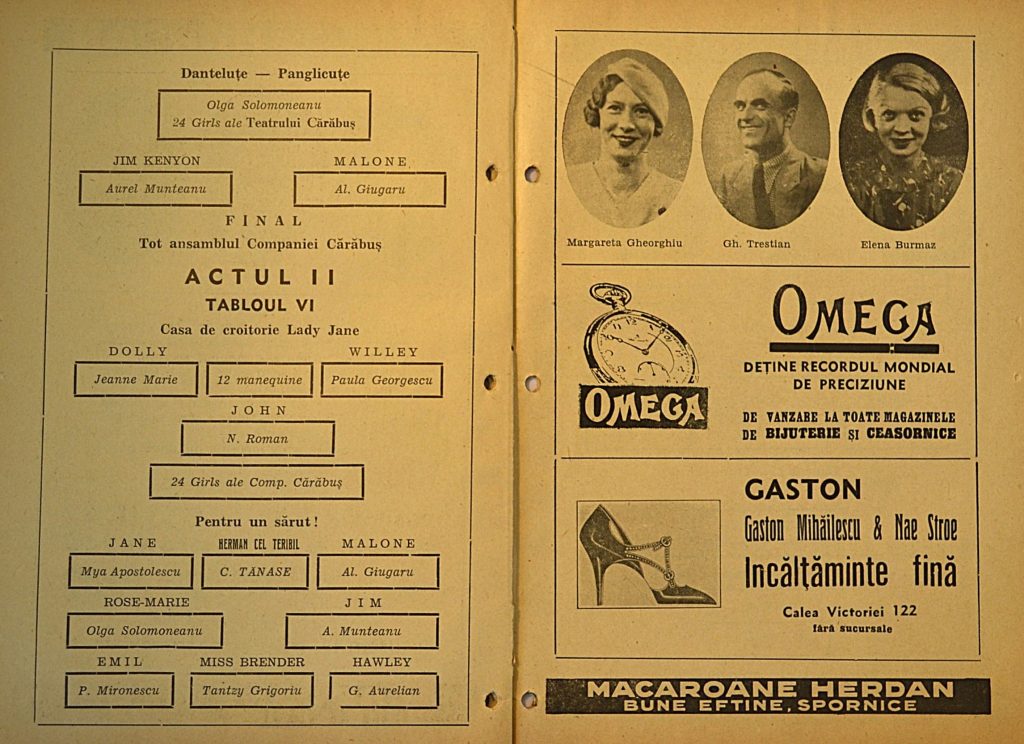 Danteluțe — Panglicuțe
Olga Solomoneanu
24 Girls ale Teatrului Cărăbuș
JIM KENYON
MALONE
Aurel Munteanu
Al. Giugaru
FINAL
Tot ansamblul Companiei Cărăbuș
ACTUL II
TABLOUL VI
Casa de croitorie Lady Jane
DOLLY
WILLEY
Jeanne Marie
12 manequine
Paula Georgescu
JOHN
N. Roman
24 Girls ale Comp. Cărăbuș
Pentru un sărut!
JANE
HERMAN CEL TERIBIL
MALONE
Mya Apostolescu
C. TĂNASE
Al. Giugaru
ROSE-MARIE
JIM
Olga Solomoneanu
A. Munteanu
EMIL
MISS BRENDER
HAWLEY
P. Mironescu
Tantzy Grigoriu
G. Aurelian
Margareta Gheorghiu
Gh. Trestian
Elena Burmaz
OMEGA
OMEGA
DEȚINE RECORDUL MONDIAL
DE PRECIZIUNE
DE VANZARE LA TOATE MAGAZINELE
DE BIJUTERIE ȘI CEASORNICE
GASTON
Gaston Mihăilescu & Nae Stroe
Incălțăminte fină
Calea Victoriei 122
fără sucursale
MACAROANE HERDAN
BUNE EFTINE, SPORNICE